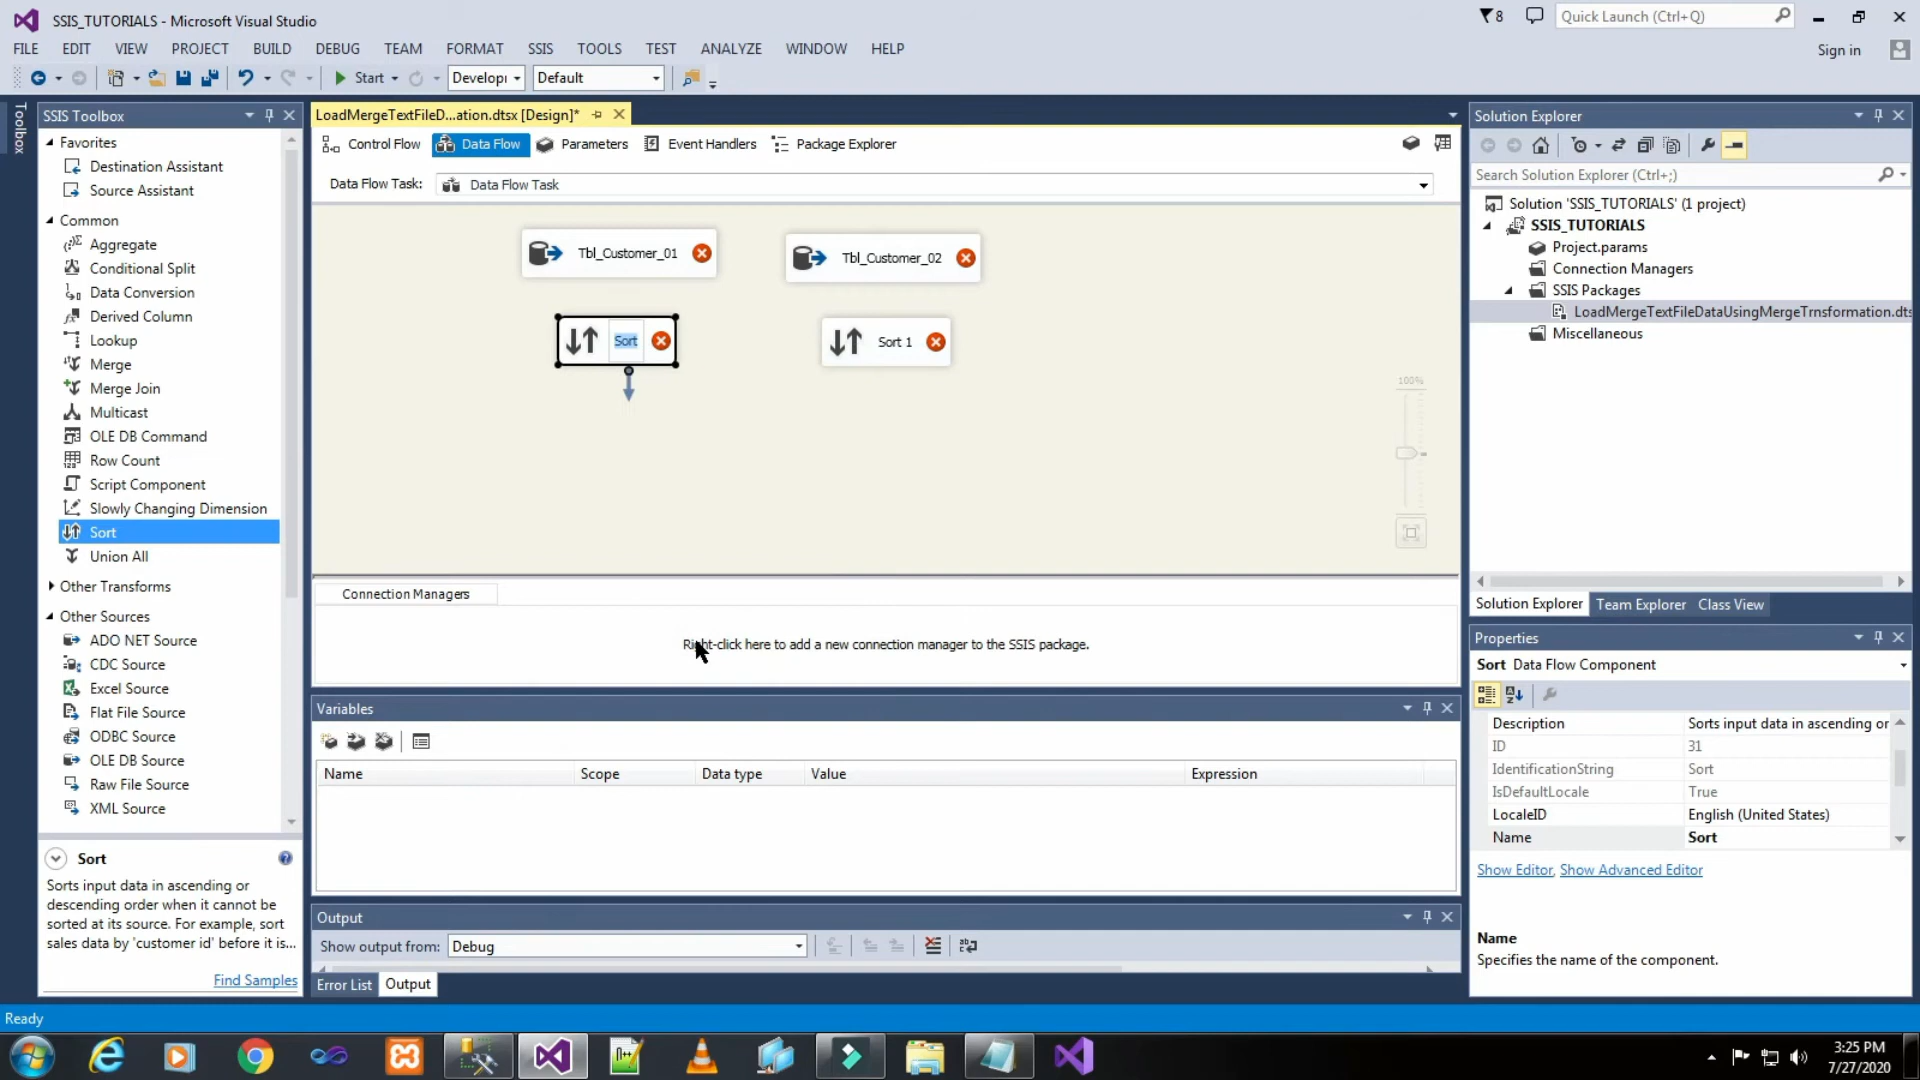 SSIS_TUTORIALS - Microsoft Visual Studio
8
Quick Launch (Ctrl+Q)
FILE EDIT VIEW PROJECT BUILD DEBUG TEAM FORMAT SSIS TOOLS TEST ANALYZE WINDOW HELP
Sign in
Start
Developi
Default
Toolbox
SSIS Toolbox
Favorites
Destination Assistant
Source Assistant
Common
Aggregate
Conditional Split
Data Conversion
Derived Column
Lookup
Merge
Merge Join
Multicast
OLE DB Command
Row Count
Script Component
Slowly Changing Dimension
Sort
Union All
Other Transforms
Other Sources
ADO NET Source
CDC Source
Excel Source
Flat File Source
ODBC Source
OLE DB Source
Raw File Source
XML Source
Sort
Sorts input data in ascending or
descending order when it cannot be
sorted at its source. For example, sort
sales data by 'customer id' before it is...
Find Samples
LoadMergeTextFileD...ation.dtsx [Design]*
Control Flow
Data Flow
Parameters
Event Handlers
Package Explorer
Data Flow Task:
Data Flow Task
Tbl_Customer_01
Tbl_Customer_02
Sort
Sort 1
100%
Connection Managers
Right-click here to add a new connection manager to the SSIS package.
Variables
Name Scope Data type Value Expression
Output
Show output from: Debug
Error List
Output
Solution Explorer
Search Solution Explorer (Ctrl+;)
Solution 'SSIS_TUTORIALS' (1 project)
SSIS_TUTORIALS
Project.params
Connection Managers
SSIS Packages
LoadMergeTextFileDataUsingMergeTrnsformation.dts
Miscellaneous
Solution Explorer
Team Explorer
Class View
Properties
Sort Data Flow Component
Description Sorts input data in ascending or
ID 31
IdentificationString Sort
IsDefaultLocale True
LocaleID English (United States)
Name Sort
Show Editor, Show Advanced Editor
Name
Specifies the name of the component.
Ready
3:25 PM
7/27/2020